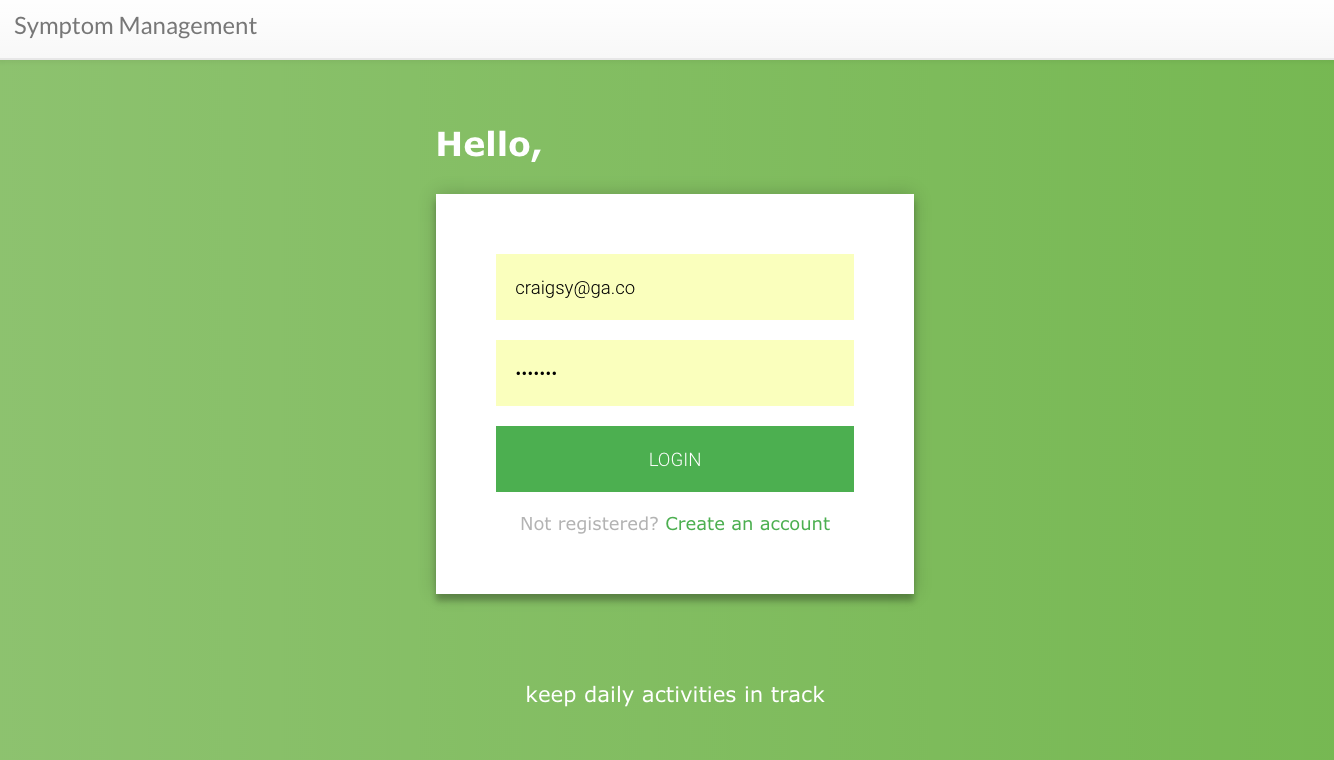 Symptom Management
Hello,
craigsy@ga.co
•••••••
LOGIN
Not registered? Create an account
keep daily activities in track